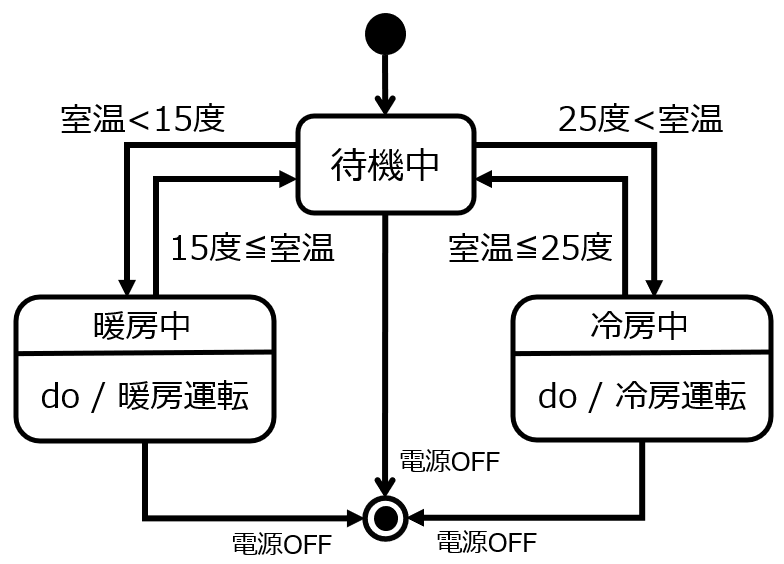 室温<15度
25度<室温
待機中
15度≦室温
室温≦25度
暖房中
do / 暖房運転
冷房中
do / 冷房運転
電源OFF
電源OFF
電源OFF